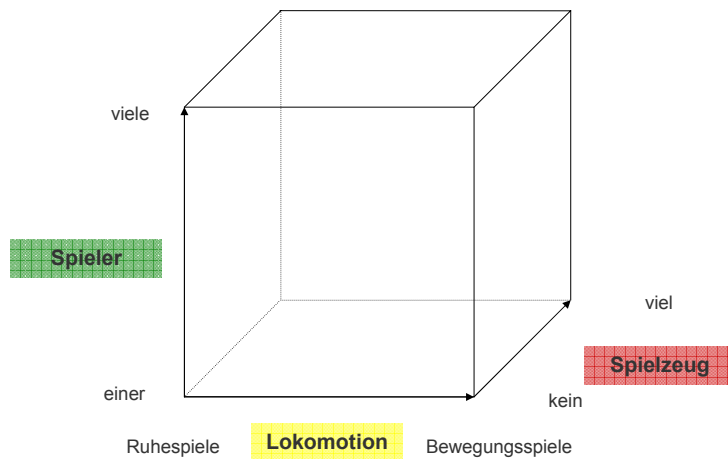 viele
Spieler
viel
Spielzeug
einer
kein
Ruhespiele
Lokomotion
Bewegungsspiele